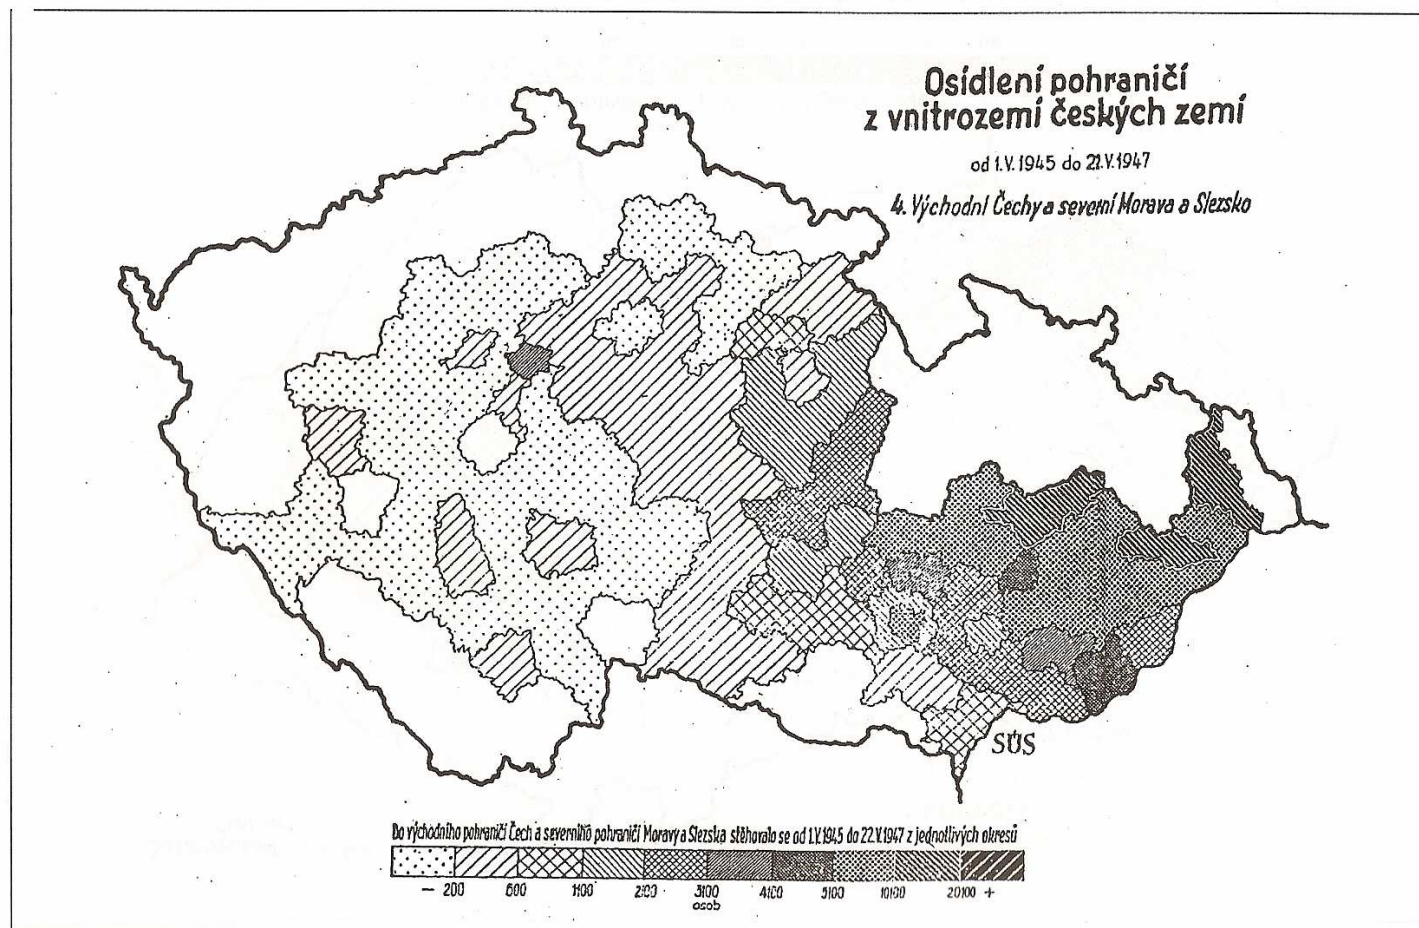 Osídlení pohraničí
z vnitrozemí českých zemí
od 1.V.1945 do 22.V.1947
4. Východní Čechy a severní Morava a Slezsko
SÚS
Do východního pohraničí Čech a severního pohraničí Moravy a Slezska stěhovalo se od 1.V.1945 do 22.V.1947 z jednotlivých okresů
— 200 600 1100 2100 3100 4100 5100 10100 20100 +
osob